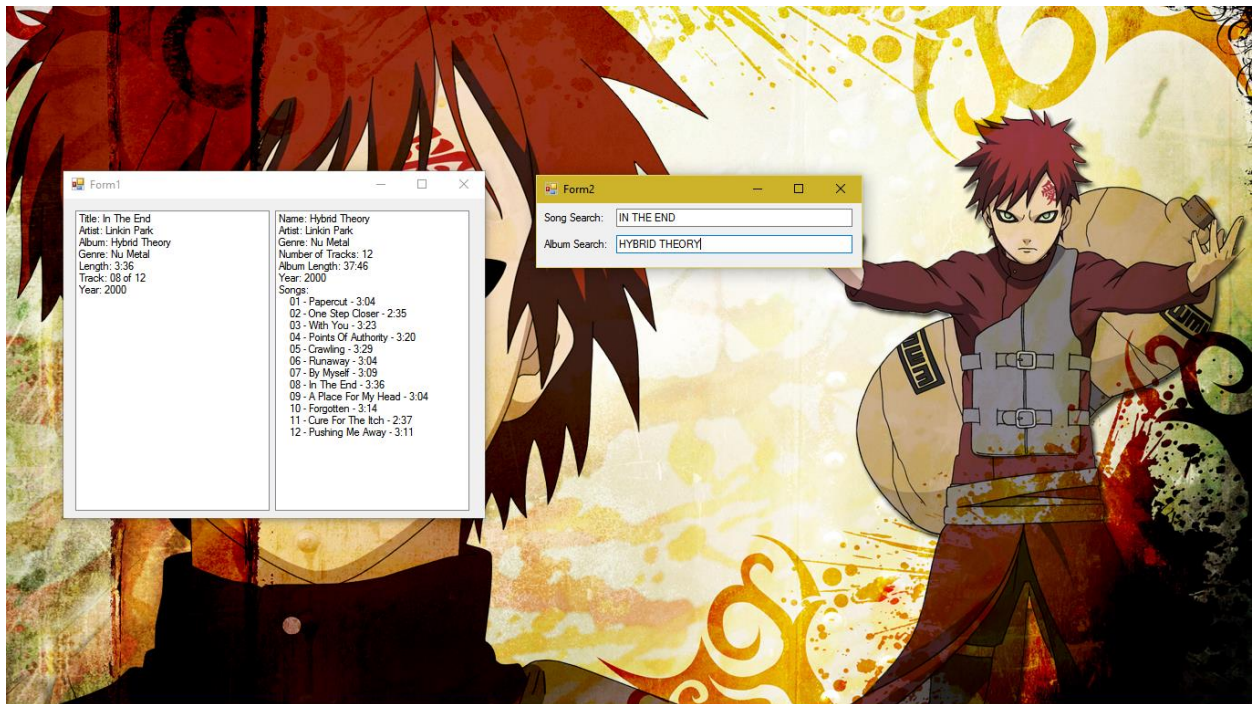 Form1
Title: In The End
Artist: Linkin Park
Album: Hybrid Theory
Genre: Nu Metal
Length: 3:36
Track: 08 of 12
Year: 2000
Name: Hybrid Theory
Artist: Linkin Park
Genre: Nu Metal
Number of Tracks: 12
Album Length: 37:46
Year: 2000
Songs:
01 - Papercut - 3:04
02 - One Step Closer - 2:35
03 - With You - 3:23
04 - Points Of Authority - 3:20
05 - Crawling - 3:29
06 - Runaway - 3:04
07 - By Myself - 3:09
08 - In The End - 3:36
09 - A Place For My Head - 3:04
10 - Forgotten - 3:14
11 - Cure For The Itch - 2:37
12 - Pushing Me Away - 3:11
Form2
Song Search: IN THE END
Album Search: HYBRID THEORY
愛